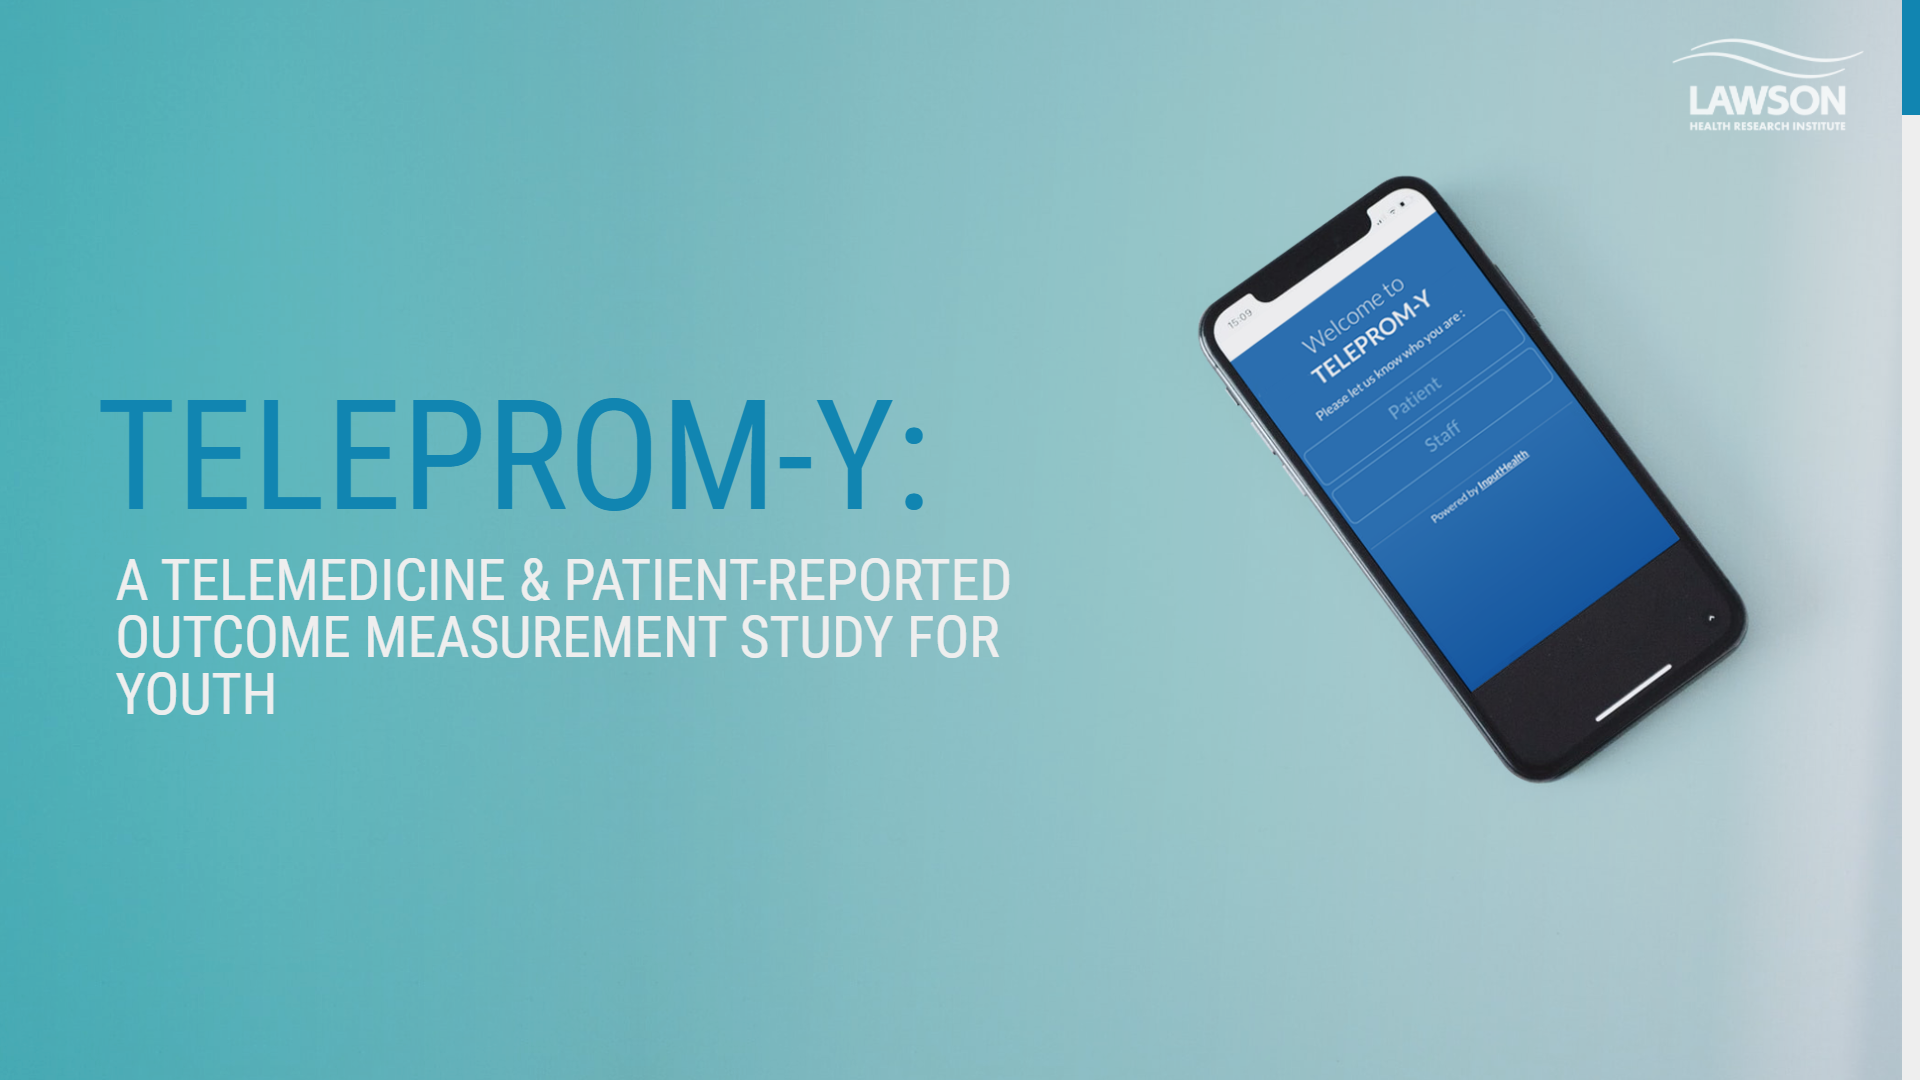 LAWSON
HEALTH RESEARCH INSTITUTE
15:09
Welcome to
TELEPROM-Y
Please let us know who you are :
Patient
Staff
Powered by InputHealth
TELEPROM-Y:
A TELEMEDICINE & PATIENT-REPORTED
OUTCOME MEASUREMENT STUDY FOR
YOUTH